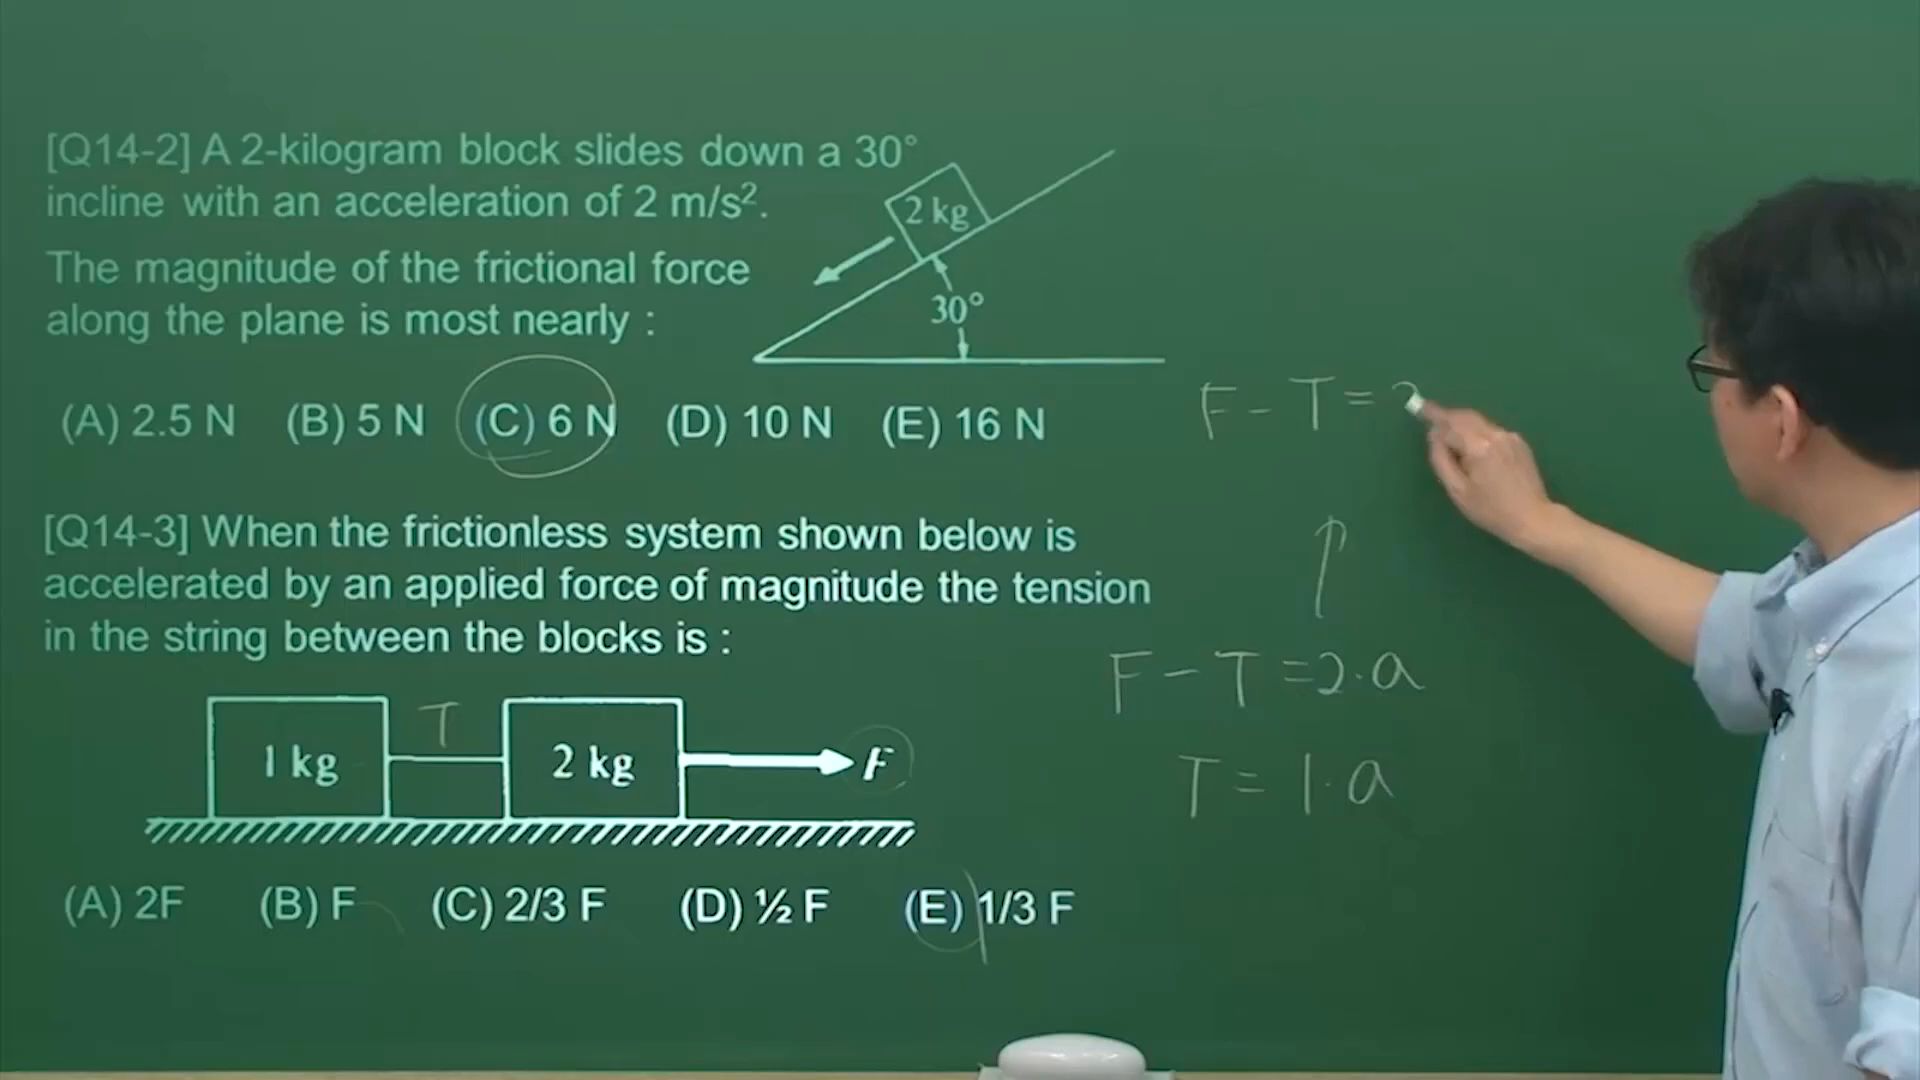 [Q14-2] A 2-kilogram block slides down a 30°
incline with an acceleration of 2 m/s².
The magnitude of the frictional force
along the plane is most nearly :
2 kg
30°
(A) 2.5 N (B) 5 N (C) 6 N (D) 10 N (E) 16 N
F - T =
[Q14-3] When the frictionless system shown below is
accelerated by an applied force of magnitude the tension
in the string between the blocks is :
F - T = 2·a
T = 1·a
T
1 kg
2 kg
F
(A) 2F (B) F (C) 2/3 F (D) ½ F (E) 1/3 F